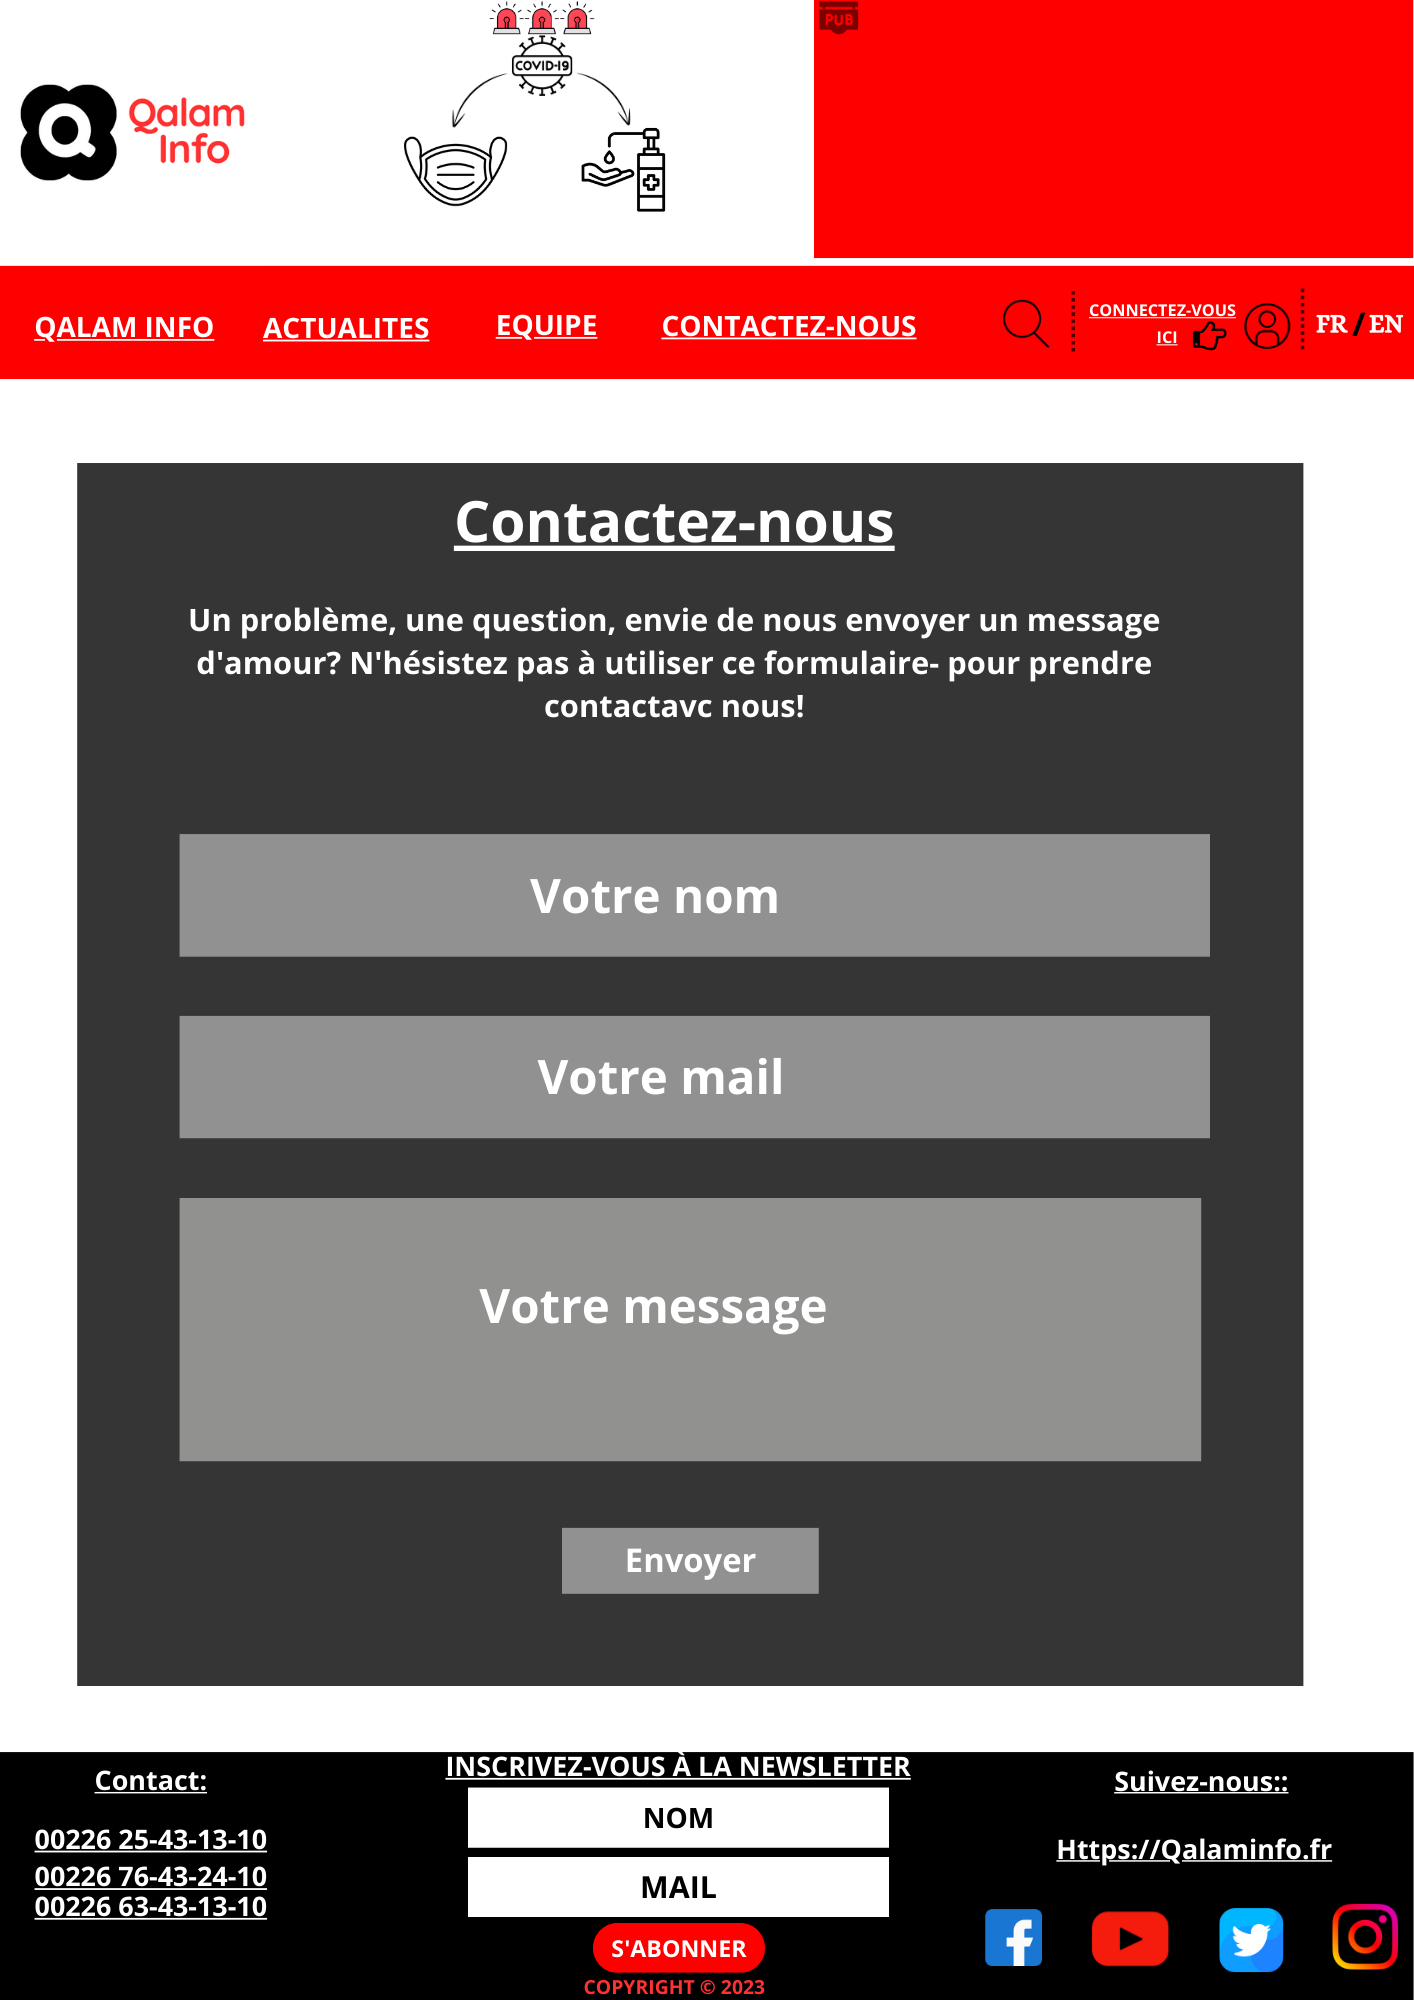 COVID-19
PUB
Qalam
Info
QALAM INFO
ACTUALITES
EQUIPE
CONTACTEZ-NOUS
CONNECTEZ-VOUS
ICI
FR / EN
Contactez-nous
Un problème, une question, envie de nous envoyer un message
d'amour? N'hésistez pas à utiliser ce formulaire- pour prendre
contactavc nous!
Votre nom
Votre mail
Votre message
Envoyer
Contact:
00226 25-43-13-10
00226 76-43-24-10
00226 63-43-13-10
INSCRIVEZ-VOUS À LA NEWSLETTER
NOM
MAIL
S'ABONNER
COPYRIGHT © 2023
Suivez-nous::
Https://Qalaminfo.fr